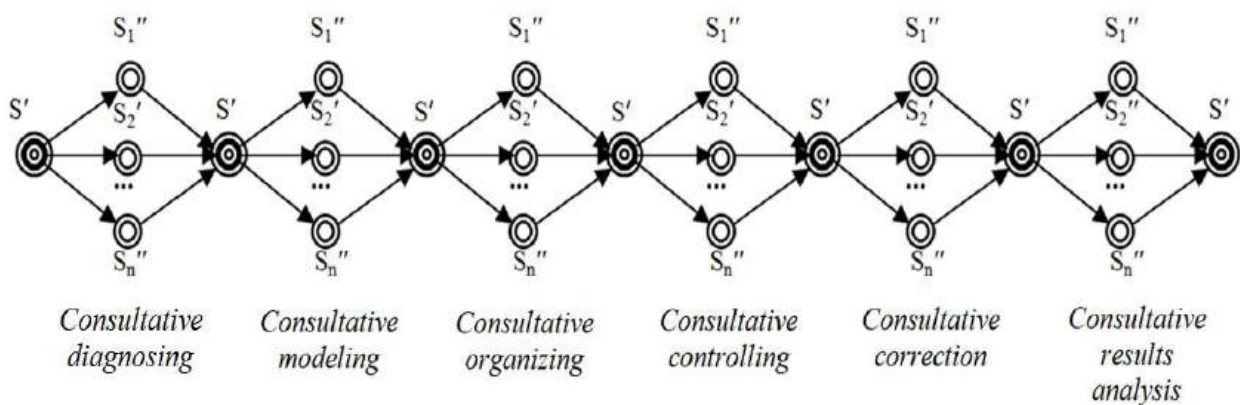 S₁″ S₁″ S₁″ S₁″ S₁″ S₁″
S′ S₂′ S′ S₂′ S′ S₂′ S′ S₂′ S′ S₂′ S′ S₂″ S′
... ... ... ... ... ...
Sₙ″ Sₙ″ Sₙ″ Sₙ″ Sₙ″ Sₙ″
Consultative
diagnosing
Consultative
modeling
Consultative
organizing
Consultative
controlling
Consultative
correction
Consultative
results
analysis